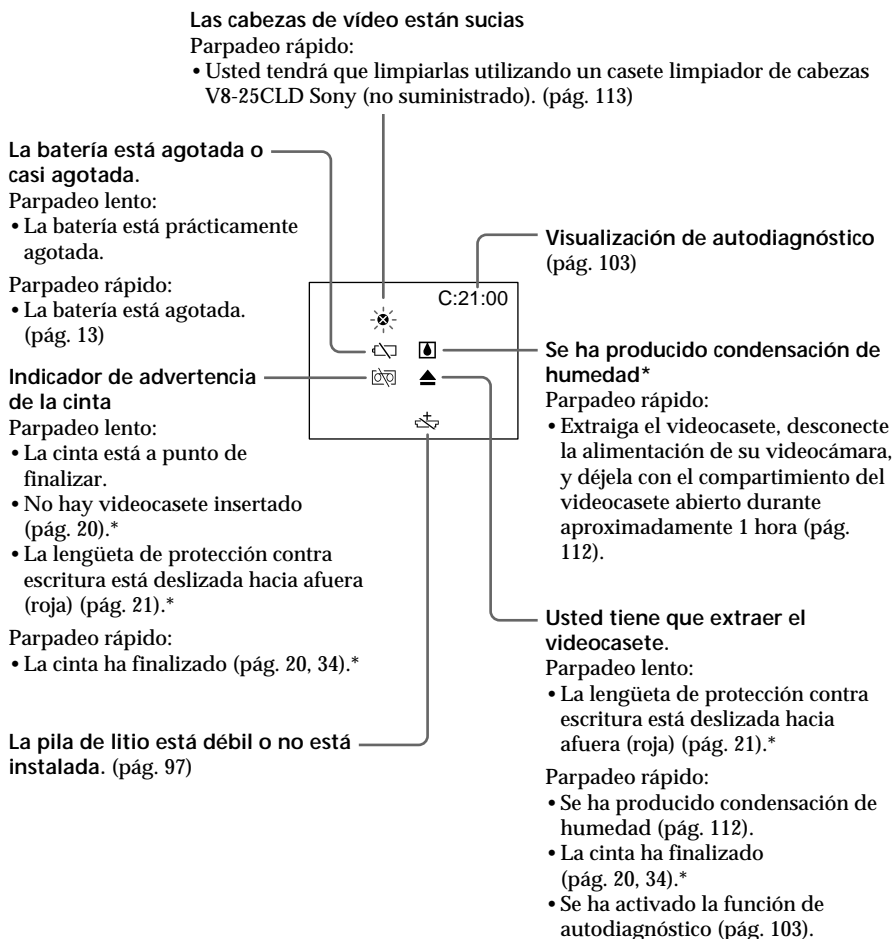 Las cabezas de vídeo están sucias
Parpadeo rápido:
• Usted tendrá que limpiarlas utilizando un casete limpiador de cabezas
V8-25CLD Sony (no suministrado). (pág. 113)
La batería está agotada o
casi agotada.
Parpadeo lento:
• La batería está prácticamente
agotada.
Parpadeo rápido:
• La batería está agotada.
(pág. 13)
Indicador de advertencia
de la cinta
Parpadeo lento:
• La cinta está a punto de
finalizar.
• No hay videocasete insertado
(pág. 20).*
• La lengüeta de protección contra
escritura está deslizada hacia afuera
(roja) (pág. 21).*
Parpadeo rápido:
• La cinta ha finalizado (pág. 20, 34).*
La pila de litio está débil o no está
instalada. (pág. 97)
C:21:00
Visualización de autodiagnóstico
(pág. 103)
Se ha producido condensación de
humedad*
Parpadeo rápido:
• Extraiga el videocasete, desconecte
la alimentación de su videocámara,
y déjela con el compartimiento del
videocasete abierto durante
aproximadamente 1 hora (pág.
112).
Usted tiene que extraer el
videocasete.
Parpadeo lento:
• La lengüeta de protección contra
escritura está deslizada hacia
afuera (roja) (pág. 21).*
Parpadeo rápido:
• Se ha producido condensación de
humedad (pág. 112).
• La cinta ha finalizado
(pág. 20, 34).*
• Se ha activado la función de
autodiagnóstico (pág. 103).